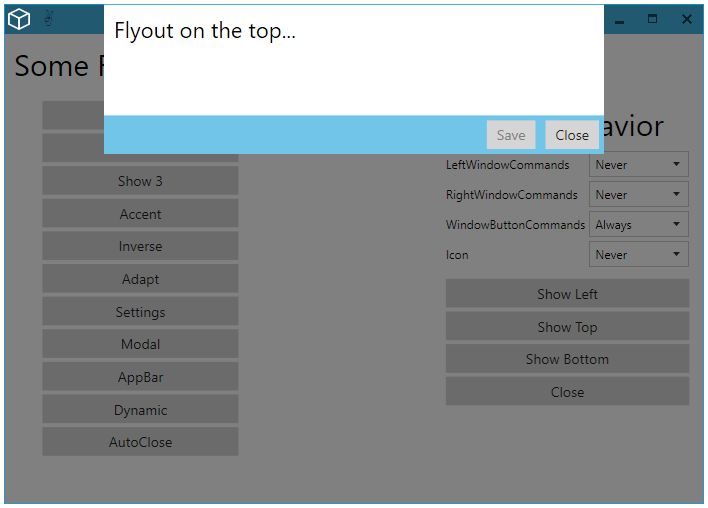 Flyout on the top...
Some F
Save
Close
avior
LeftWindowCommands
Never
RightWindowCommands
Never
WindowButtonCommands
Always
Icon
Never
Show 3
Accent
Inverse
Adapt
Settings
Modal
AppBar
Dynamic
AutoClose
Show Left
Show Top
Show Bottom
Close